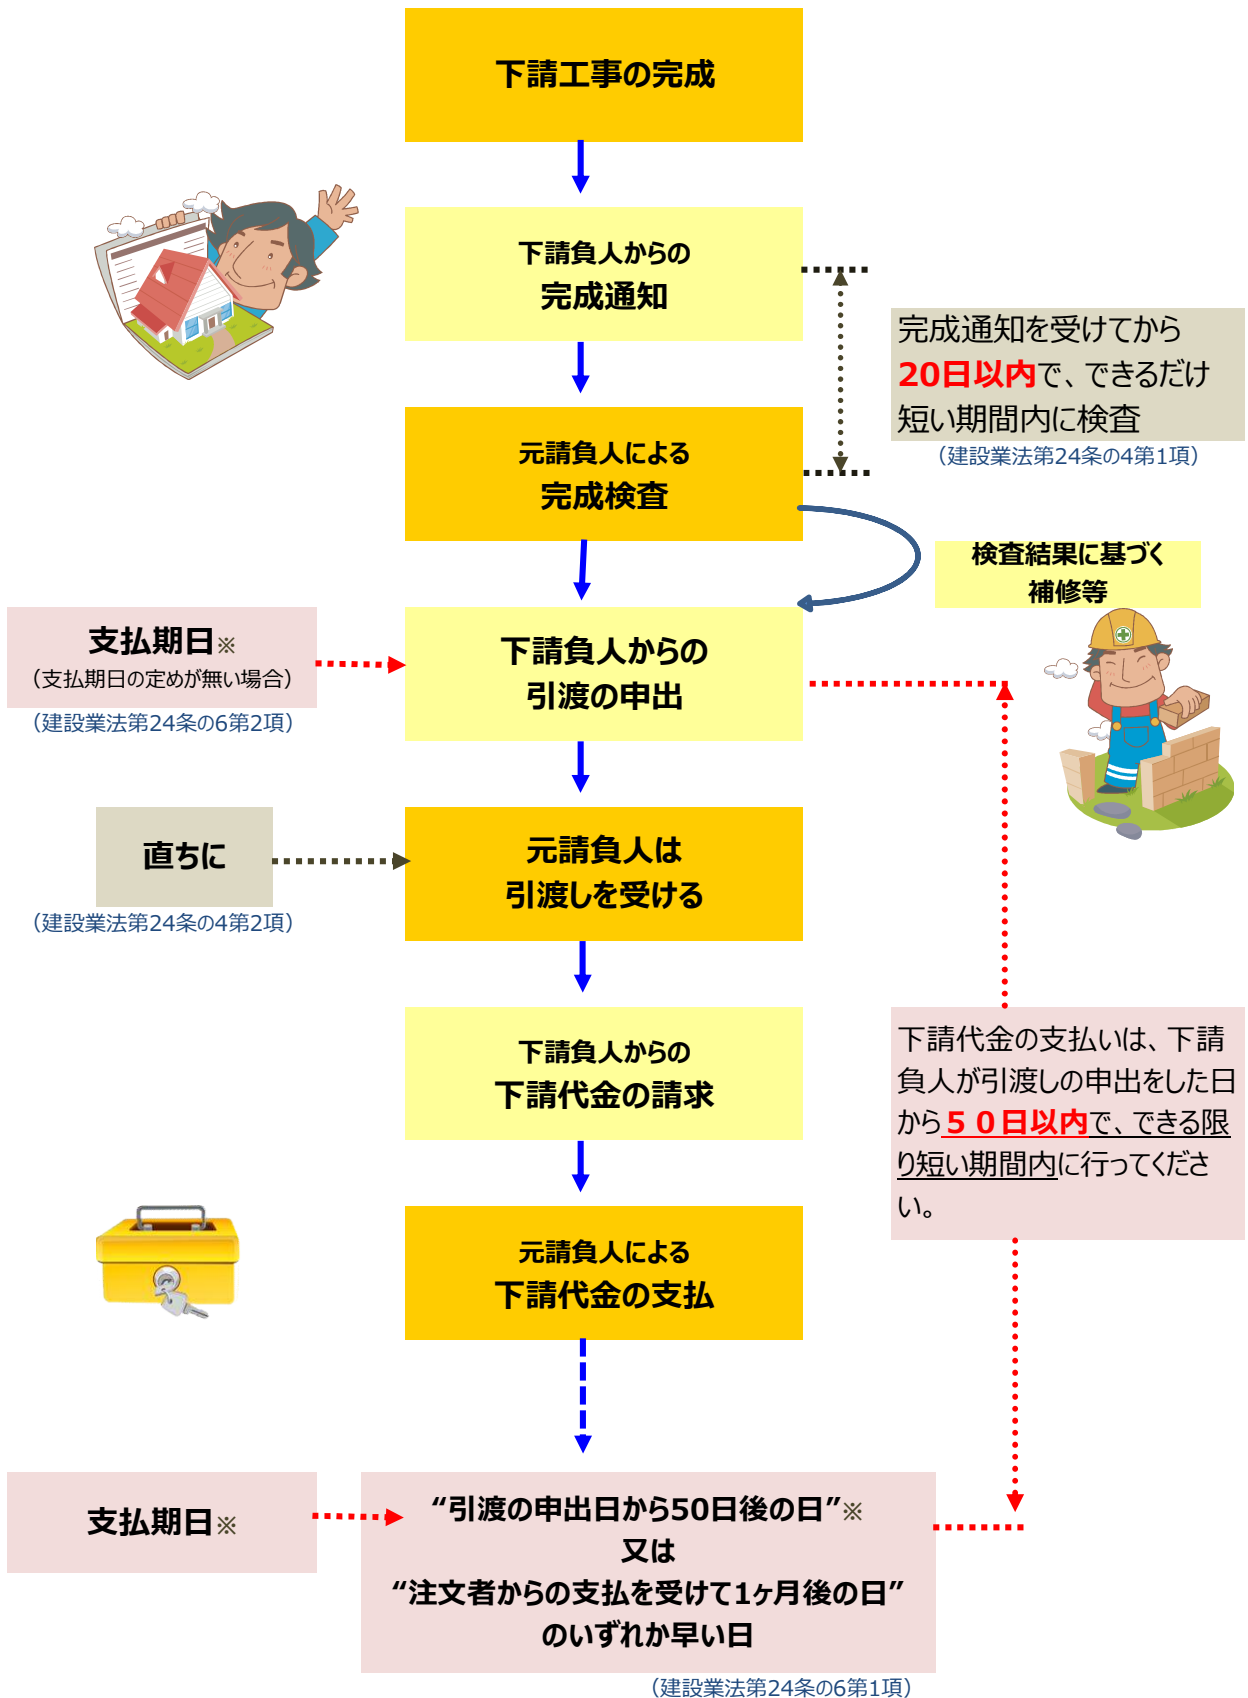 下請工事の完成
下請負人からの
完成通知
完成通知を受けてから
20日以内で、できるだけ
短い期間内に検査
（建設業法第24条の4第1項）
元請負人による
完成検査
検査結果に基づく
補修等
支払期日※
（支払期日の定めが無い場合）
（建設業法第24条の6第2項）
下請負人からの
引渡の申出
直ちに
（建設業法第24条の4第2項）
元請負人は
引渡しを受ける
下請負人からの
下請代金の請求
下請代金の支払いは、下請
負人が引渡しの申出をした日
から５０日以内で、できる限
り短い期間内に行ってくださ
い。
元請負人による
下請代金の支払
支払期日※
“引渡の申出日から50日後の日”※
又は
“注文者からの支払を受けて1ヶ月後の日”
のいずれか早い日
（建設業法第24条の6第1項）